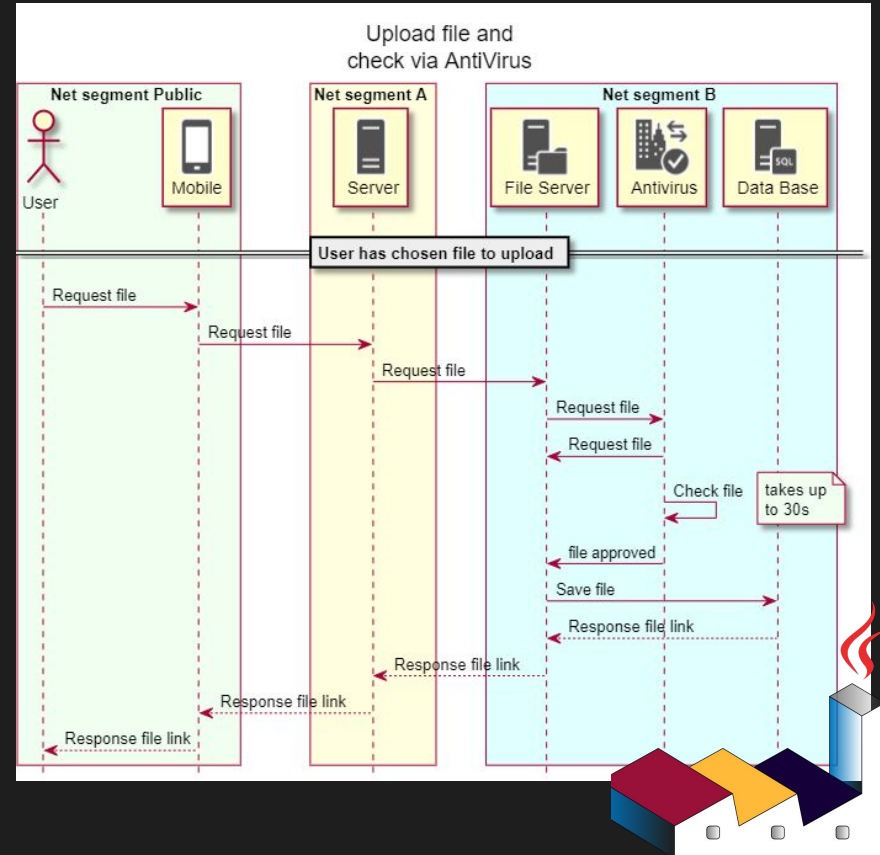 Upload file and
check via AntiVirus
Net segment Public
Net segment A
Net segment B
User
Mobile
Server
File Server
Antivirus
SQL
Data Base
User has chosen file to upload
Request file
Request file
Request file
Request file
Request file
Check file
takes up
to 30s
file approved
Save file
Response file link
Response file link
Response file link
Response file link